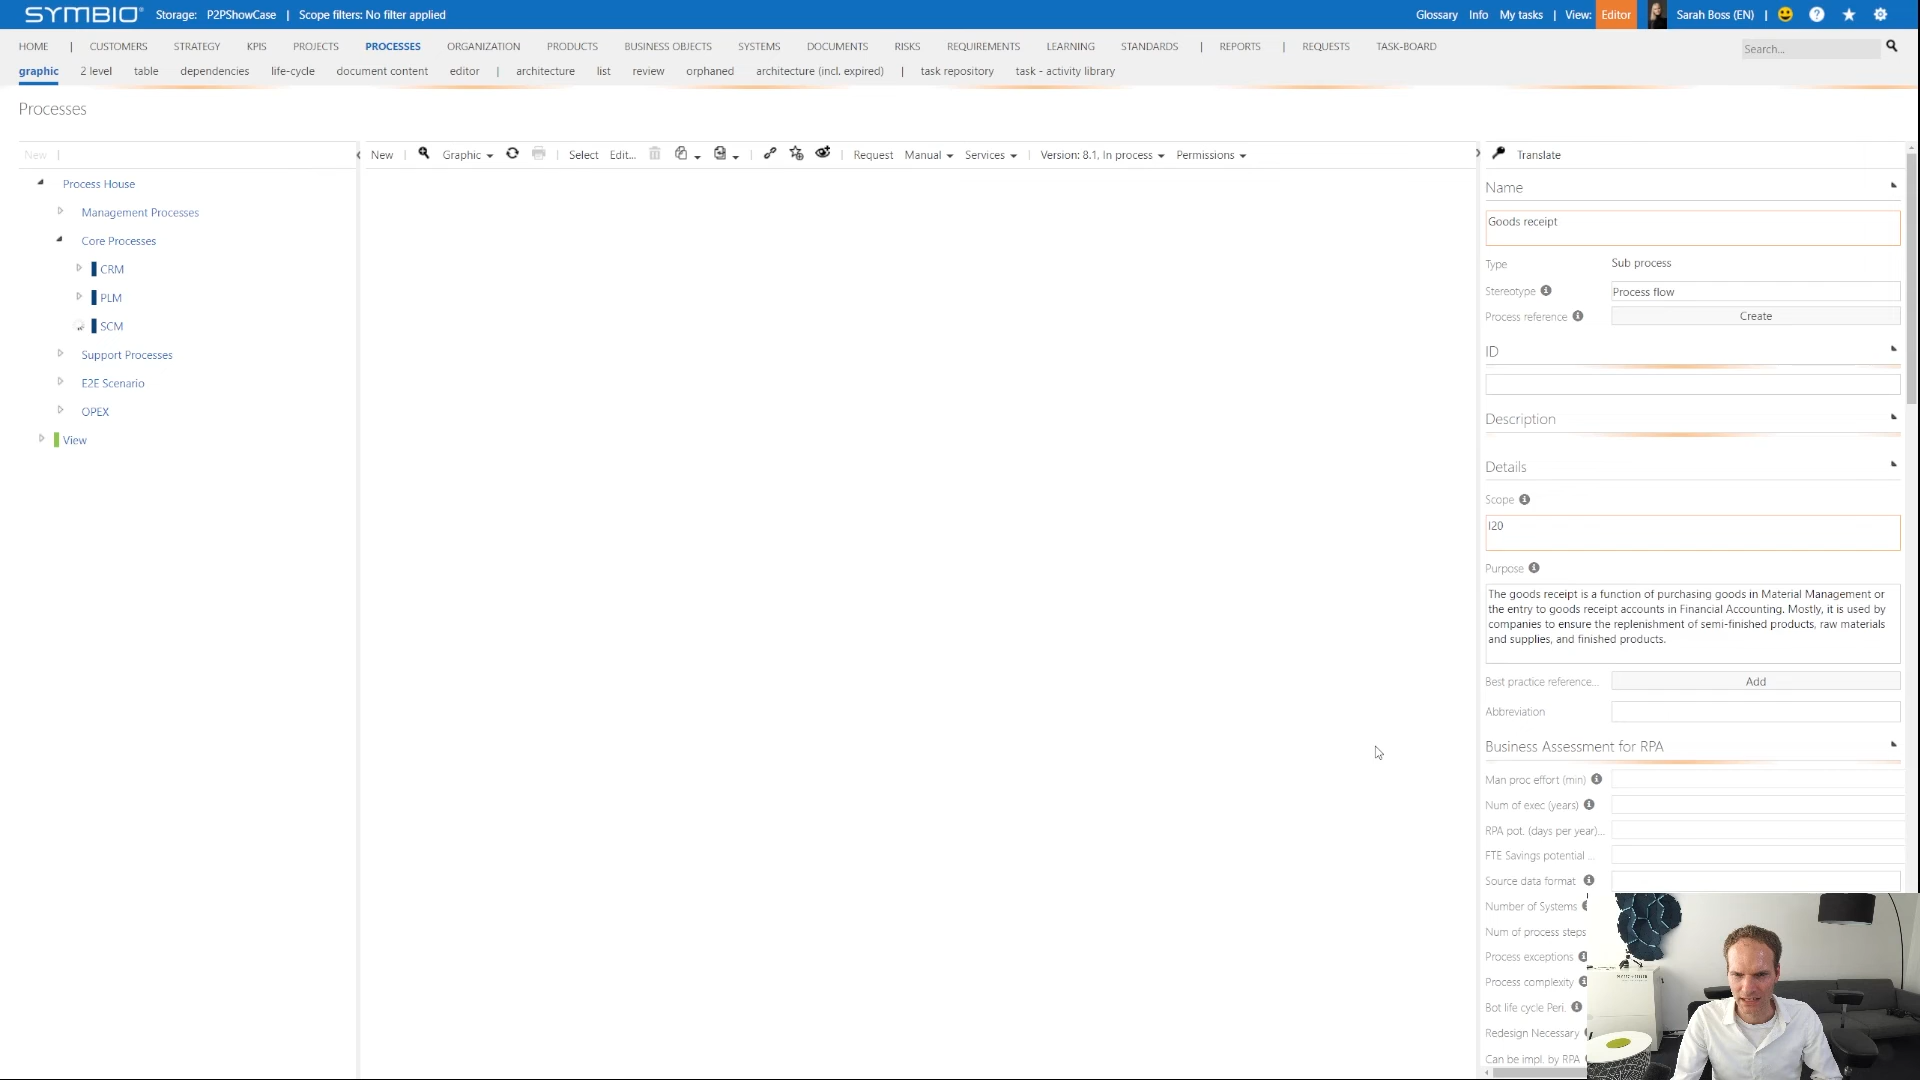 SYMBIO® Storage: P2PShowCase | Scope filters: No filter applied Glossary Info My tasks | View: Editor Sarah Boss (EN) |
HOME | CUSTOMERS STRATEGY KPIS PROJECTS PROCESSES ORGANIZATION PRODUCTS BUSINESS OBJECTS SYSTEMS DOCUMENTS RISKS REQUIREMENTS LEARNING STANDARDS | REPORTS | REQUESTS TASK-BOARD Search...
graphic 2 level table dependencies life-cycle document content editor | architecture list review orphaned architecture (incl. expired) | task repository task - activity library
Processes
New |
New | Graphic | Select Edit... | Request Manual Services | Version: 8.1, In process Permissions
Translate
Process House
Management Processes
Core Processes
CRM
PLM
SCM
Support Processes
E2E Scenario
OPEX
View
Name
Goods receipt
Type Sub process
Stereotype Process flow
Process reference Create
ID
Description
Details
Scope
I20
Purpose
The goods receipt is a function of purchasing goods in Material Management or
the entry to goods receipt accounts in Financial Accounting. Mostly, it is used by
companies to ensure the replenishment of semi-finished products, raw materials
and supplies, and finished products.
Best practice reference... Add
Abbreviation
Business Assessment for RPA
Man proc effort (min)
Num of exec (years)
RPA pot. (days per year)...
FTE Savings potential ...
Source data format
Number of Systems
Num of process steps
Process exceptions
Process complexity
Bot life cycle Peri.
Redesign Necessary
Can be impl. by RPA